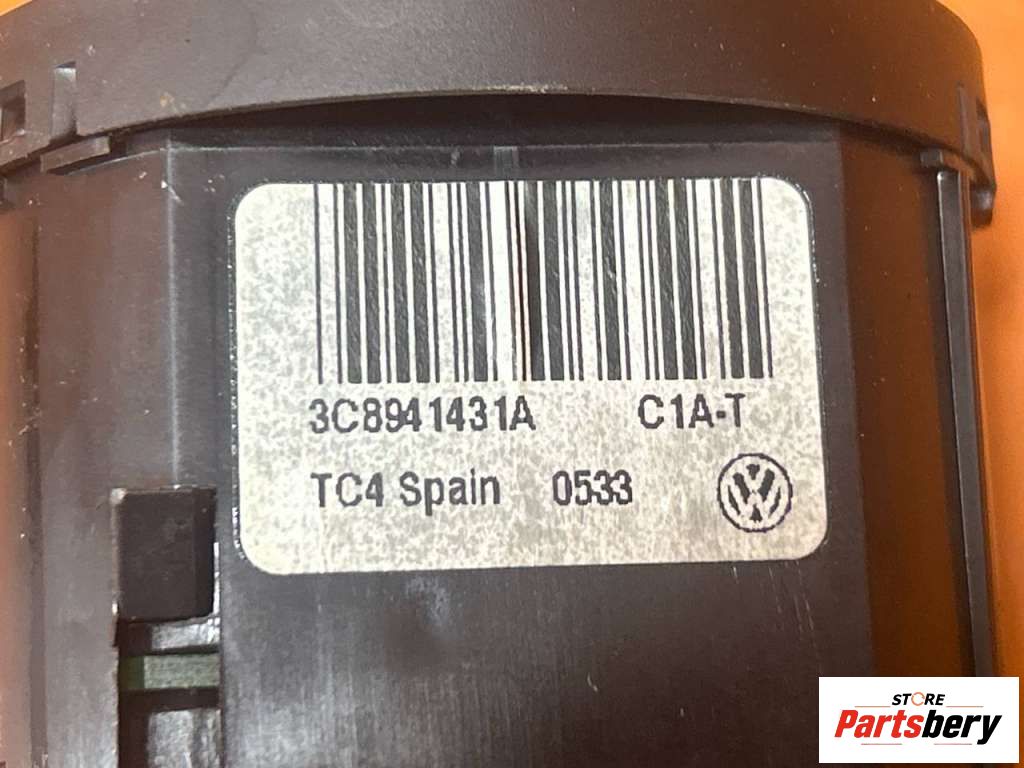 3C8941431A C1A-T
TC4 Spain 0533
STORE
Partsbery